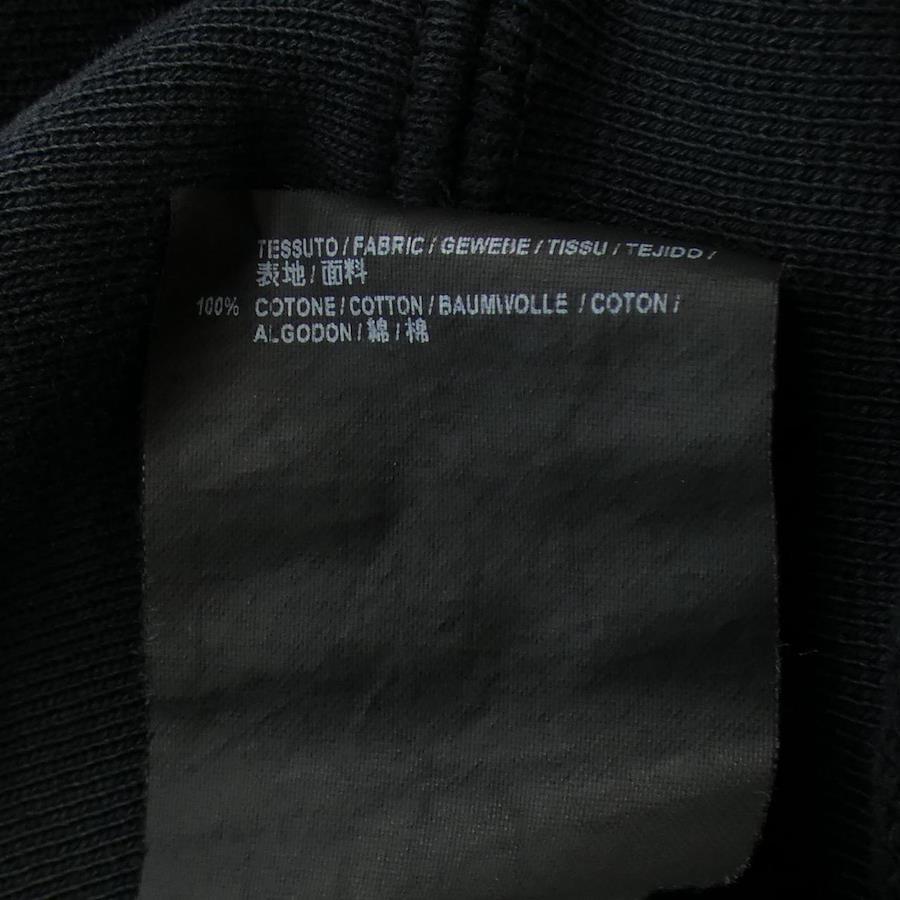 TESSUTO / FABRIC / GEWEBE / TISSU / TEJIDO /
表地 / 面料
100% COTONE / COTTON / BAUMWOLLE / COTON /
ALGODON / 綿 / 棉